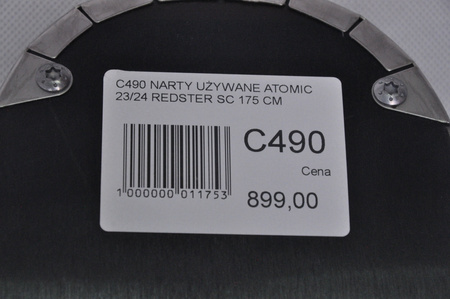 C490 NARTY UŻYWANE ATOMIC
23/24 REDSTER SC 175 CM
C490
Cena
899,00
1 000000 011753